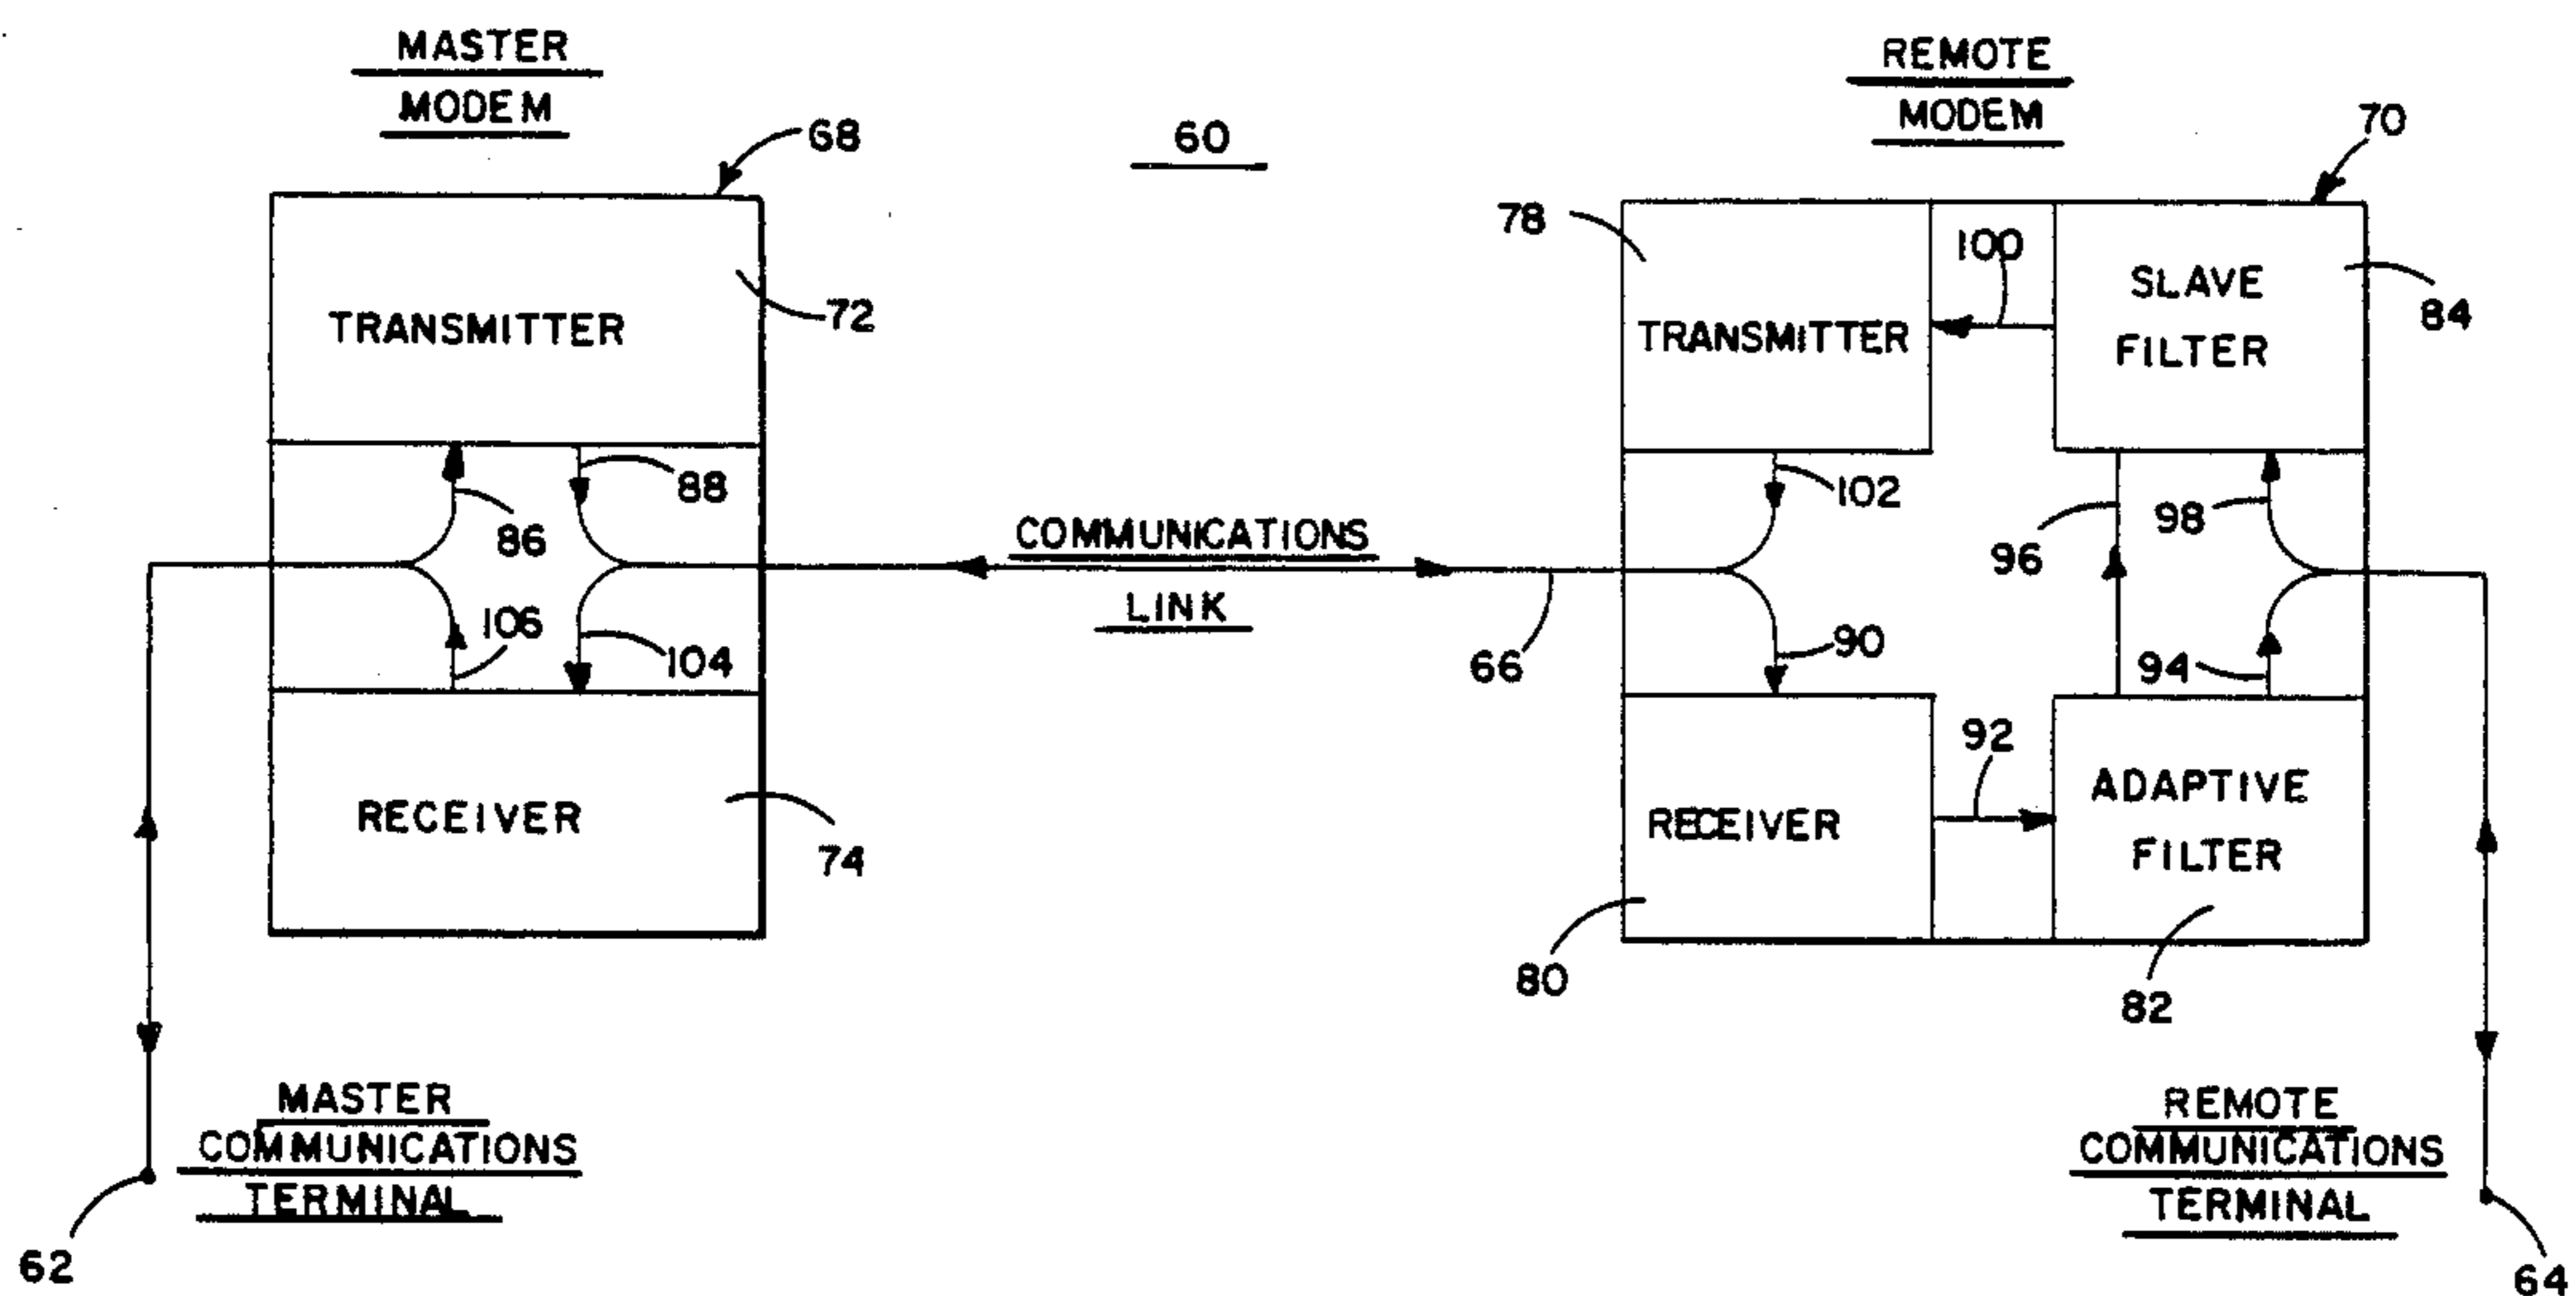 MASTER
MODEM
68
60
REMOTE
MODEM
70
78
100
SLAVE
FILTER
84
TRANSMITTER
72
TRANSMITTER
88
86
102
98
96
COMMUNICATIONS
LINK
66
106
104
90
94
92
RECEIVER
74
RECEIVER
ADAPTIVE
FILTER
80
82
MASTER
COMMUNICATIONS
TERMINAL
62
REMOTE
COMMUNICATIONS
TERMINAL
64